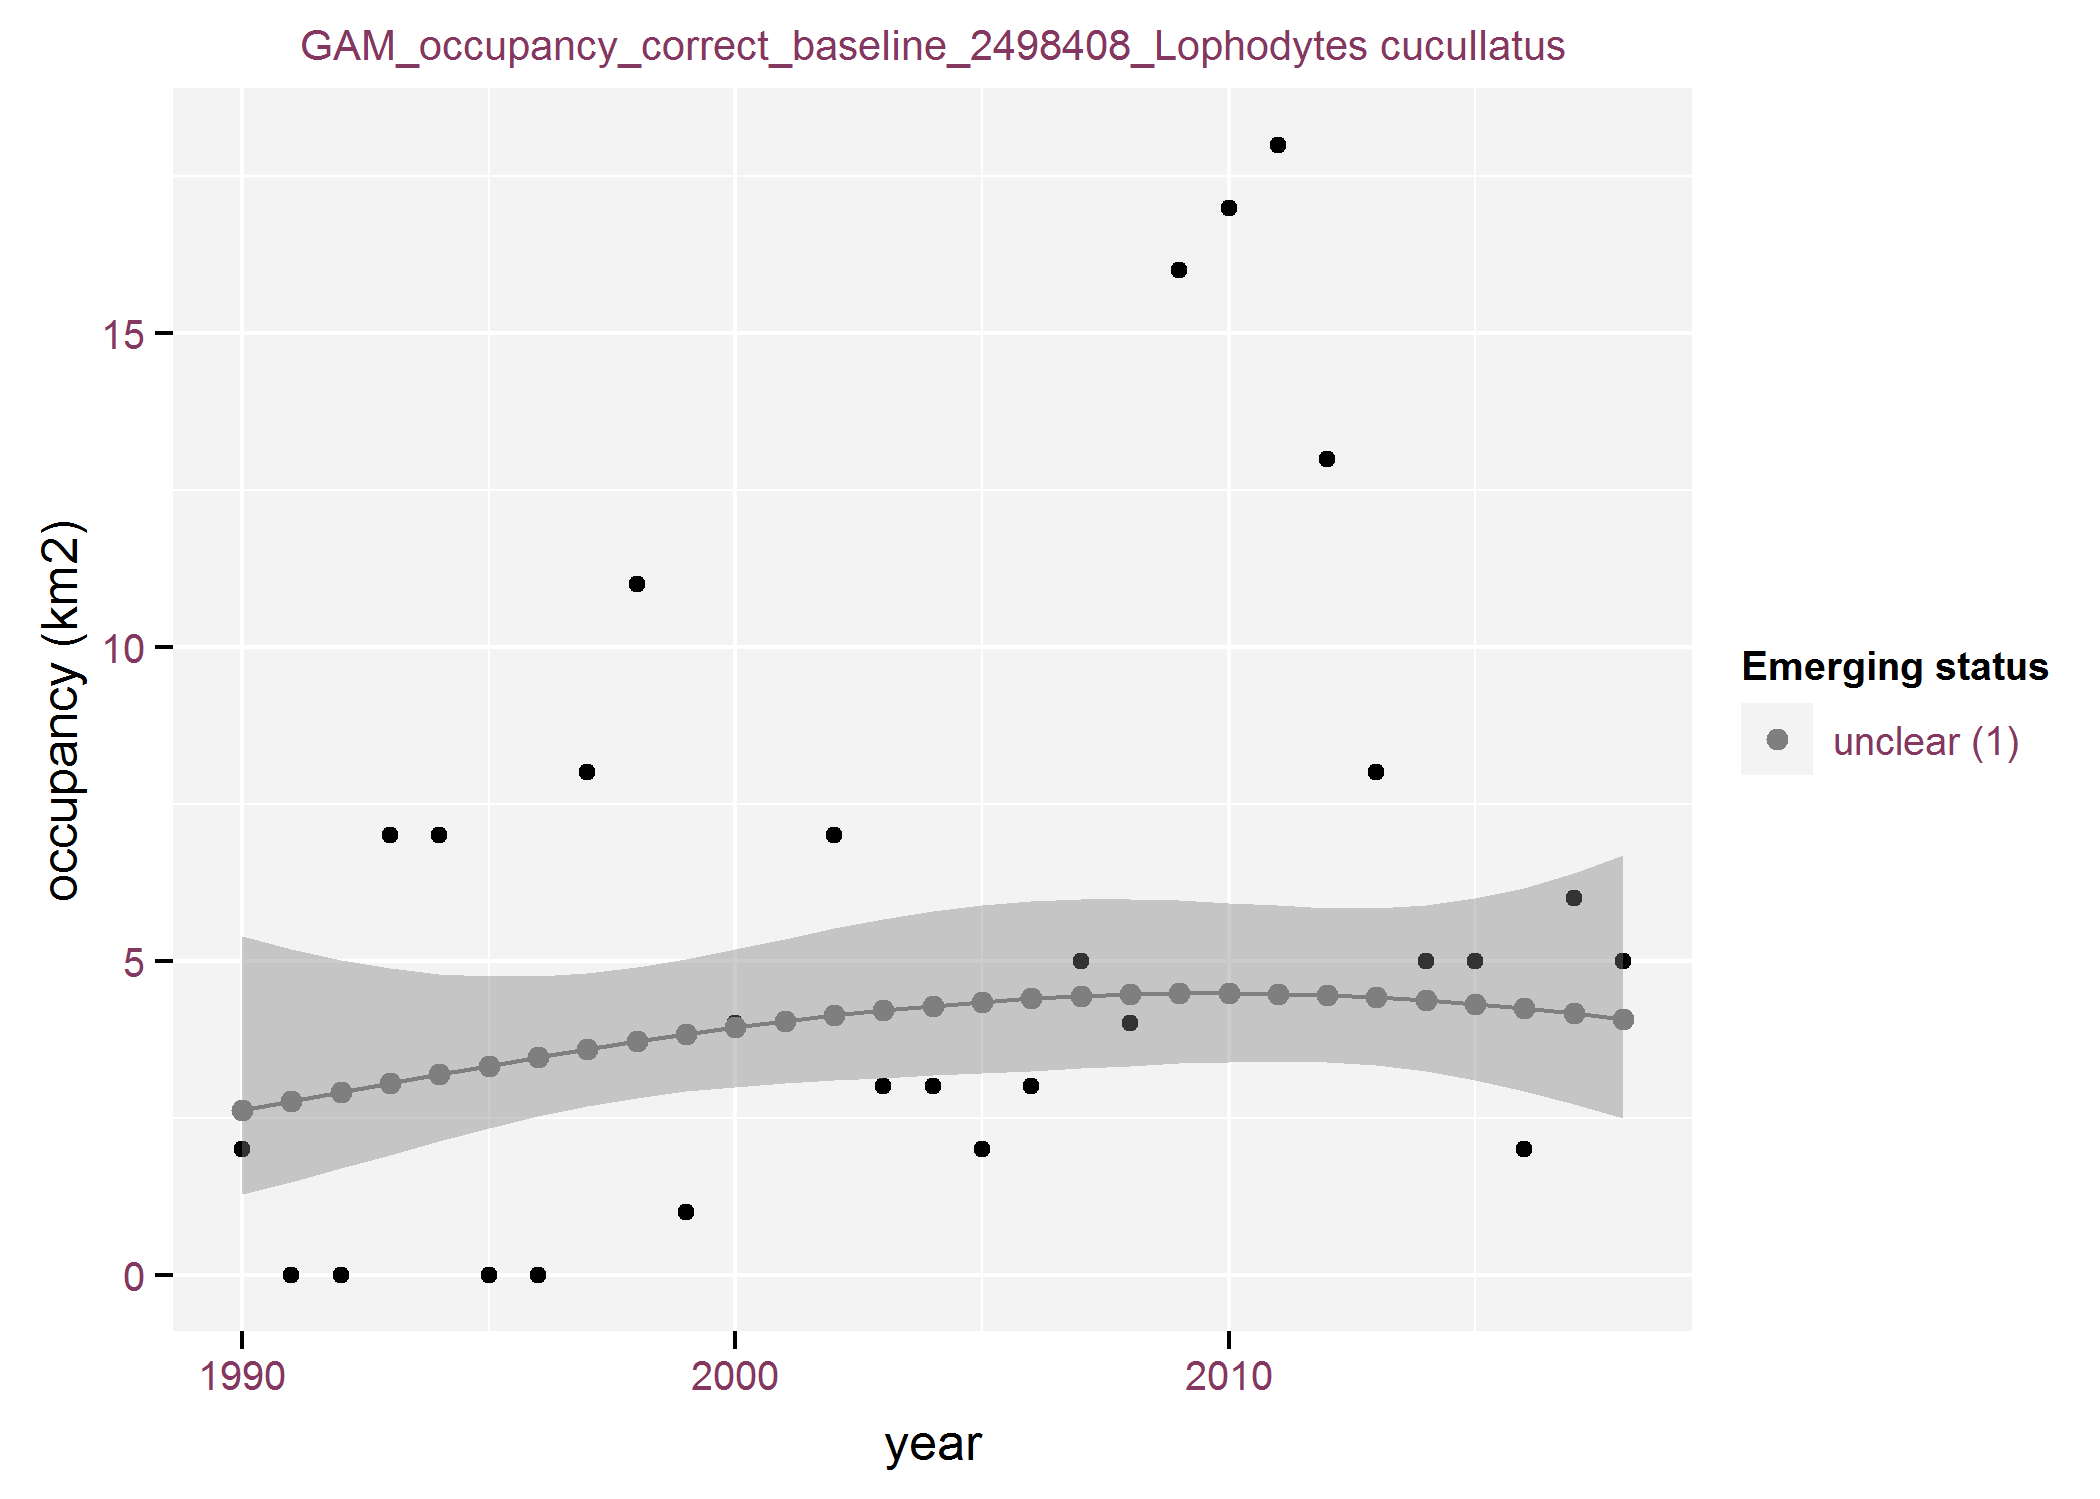 GAM_occupancy_correct_baseline_2498408_Lophodytes cucullatus
occupancy (km2)
15
10
5
0
1990
2000
2010
year
Emerging status
unclear (1)